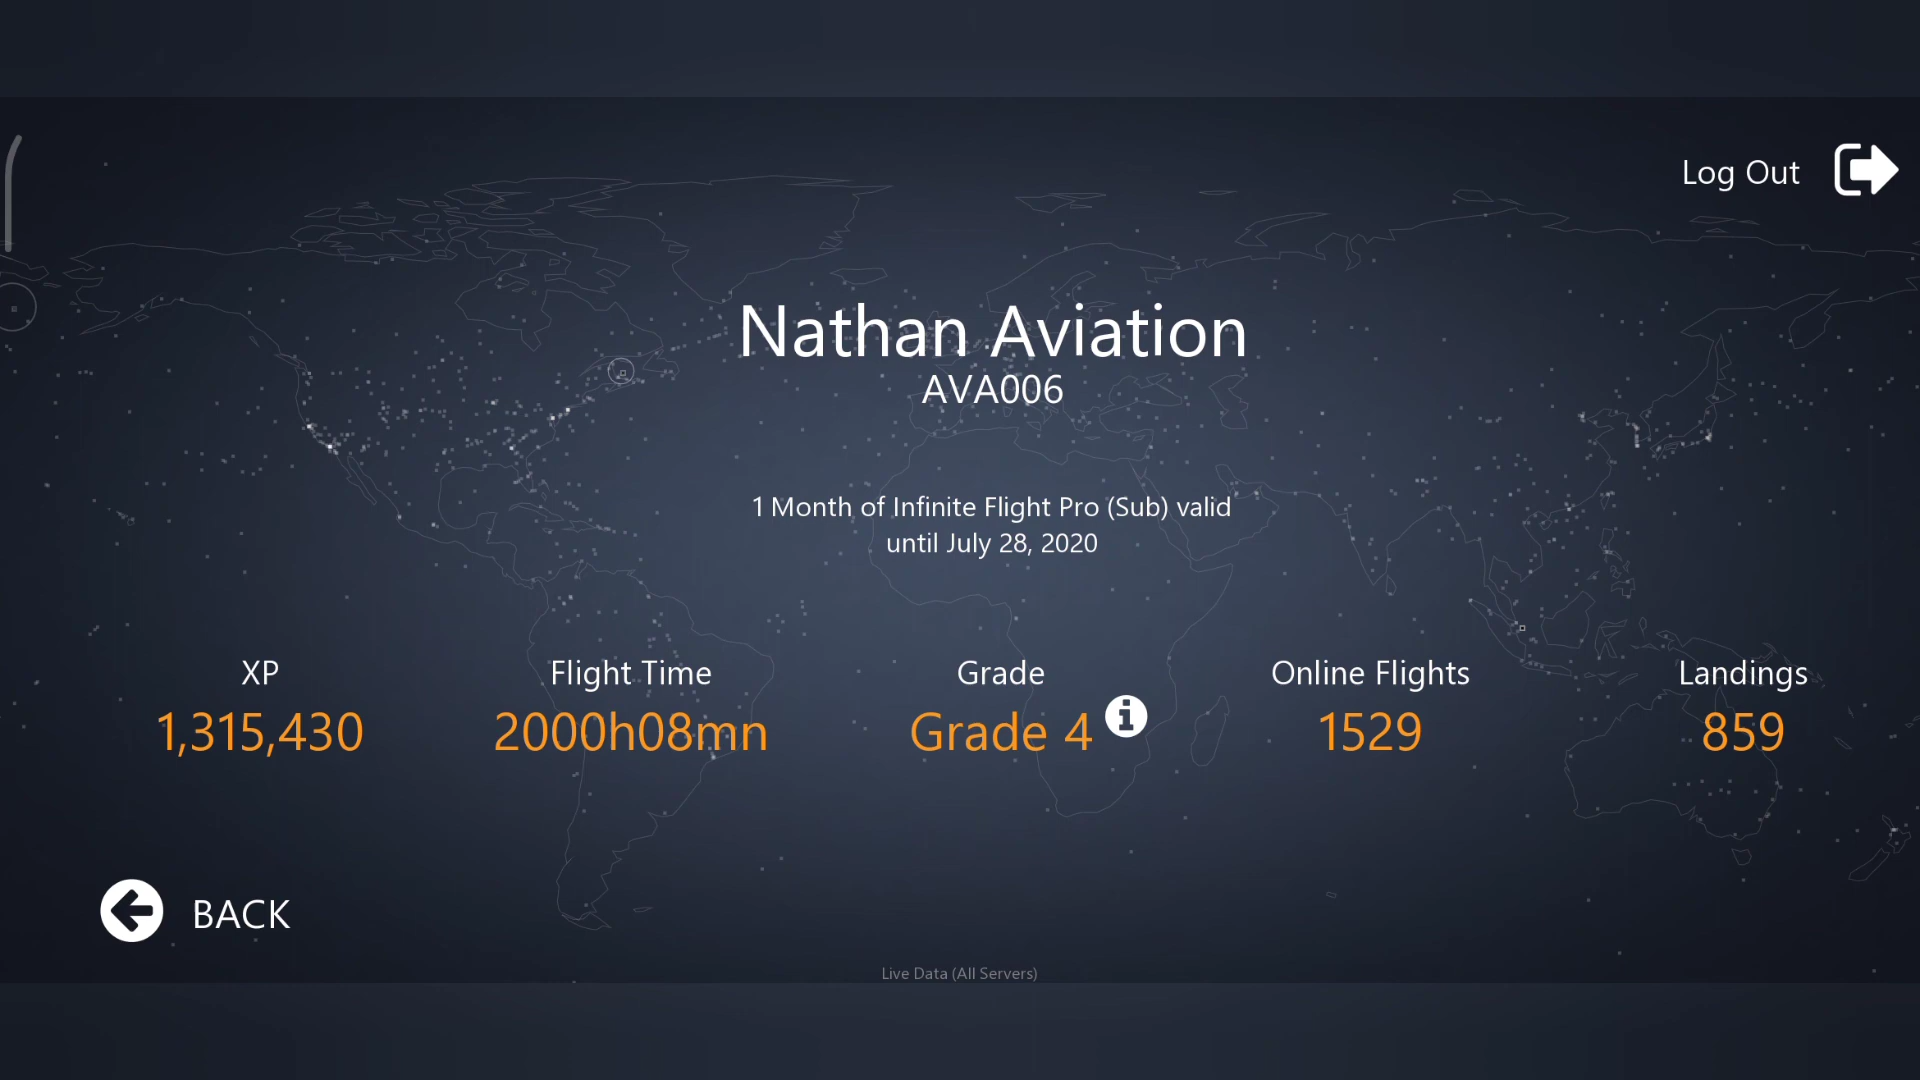 Log Out
Nathan Aviation
AVA006
1 Month of Infinite Flight Pro (Sub) valid
until July 28, 2020
XP
1,315,430
Flight Time
2000h08mn
Grade
Grade 4
Online Flights
1529
Landings
859
BACK
Live Data (All Servers)